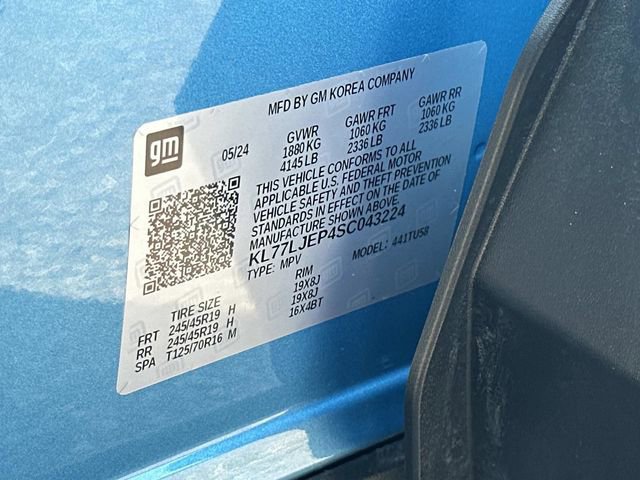 MFD BY GM KOREA COMPANY
gm 05/24 GVWR GAWR FRT GAWR RR
1880 KG 1060 KG 1060 KG
4145 LB 2336 LB 2336 LB
THIS VEHICLE CONFORMS TO ALL
APPLICABLE U.S. FEDERAL MOTOR
VEHICLE SAFETY AND THEFT PREVENTION
STANDARDS IN EFFECT ON THE DATE OF
MANUFACTURE SHOWN ABOVE.
KL77LJEP4SC043224
TYPE: MPV MODEL: 441TU58
TIRE SIZE RIM
FRT 245/45R19 H 19X8J
RR 245/45R19 H 19X8J
SPA T125/70R16 M 16X4BT